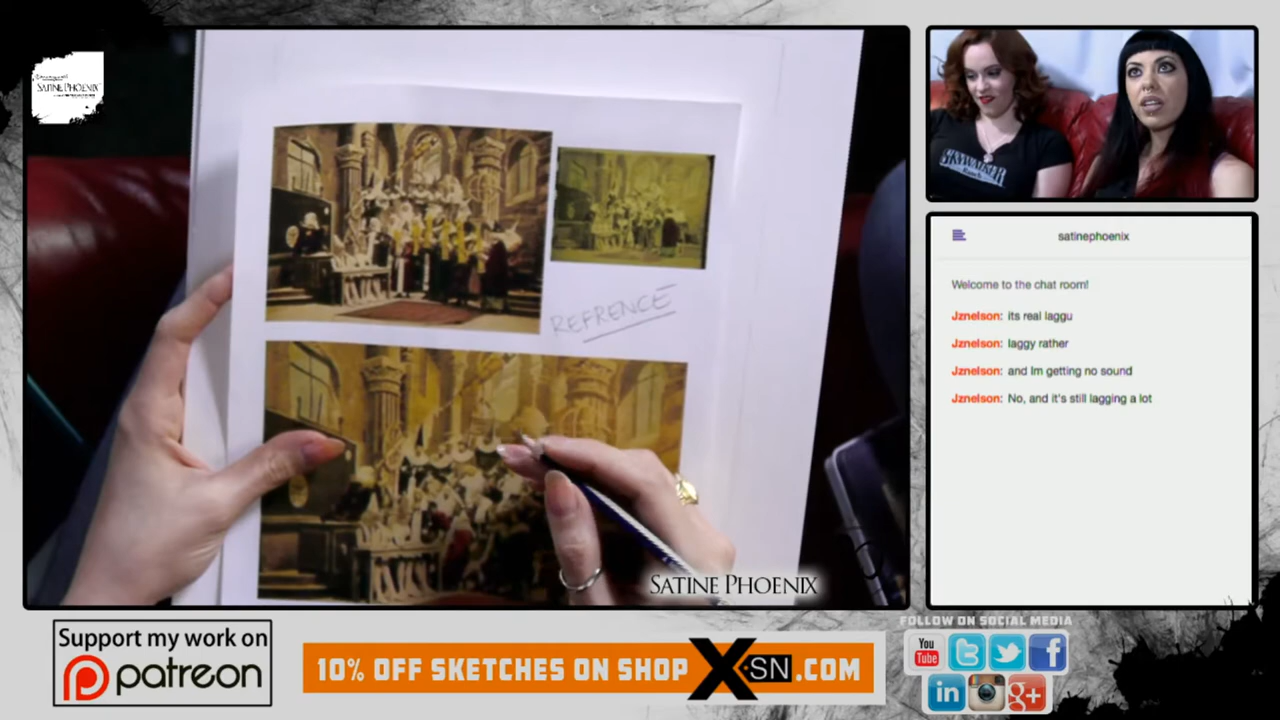 SATINE PHOENIX
SKYWALKER
Ranch
REFRENCE
SATINE PHOENIX
satinephoenix
Welcome to the chat room!
Jznelson: its real laggu
Jznelson: laggy rather
Jznelson: and Im getting no sound
Jznelson: No, and it's still lagging a lot
Support my work on
patreon
10% OFF SKETCHES ON SHOP X-SN.COM
FOLLOW ON SOCIAL MEDIA
You
Tube
f
in
g+